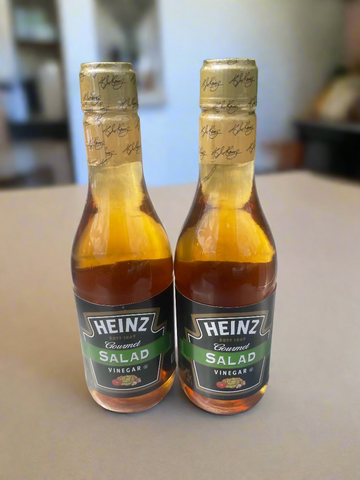 HEINZ
Gourmet
SALAD
VINEGAR
HEINZ
Gourmet
SALAD
VINEGAR